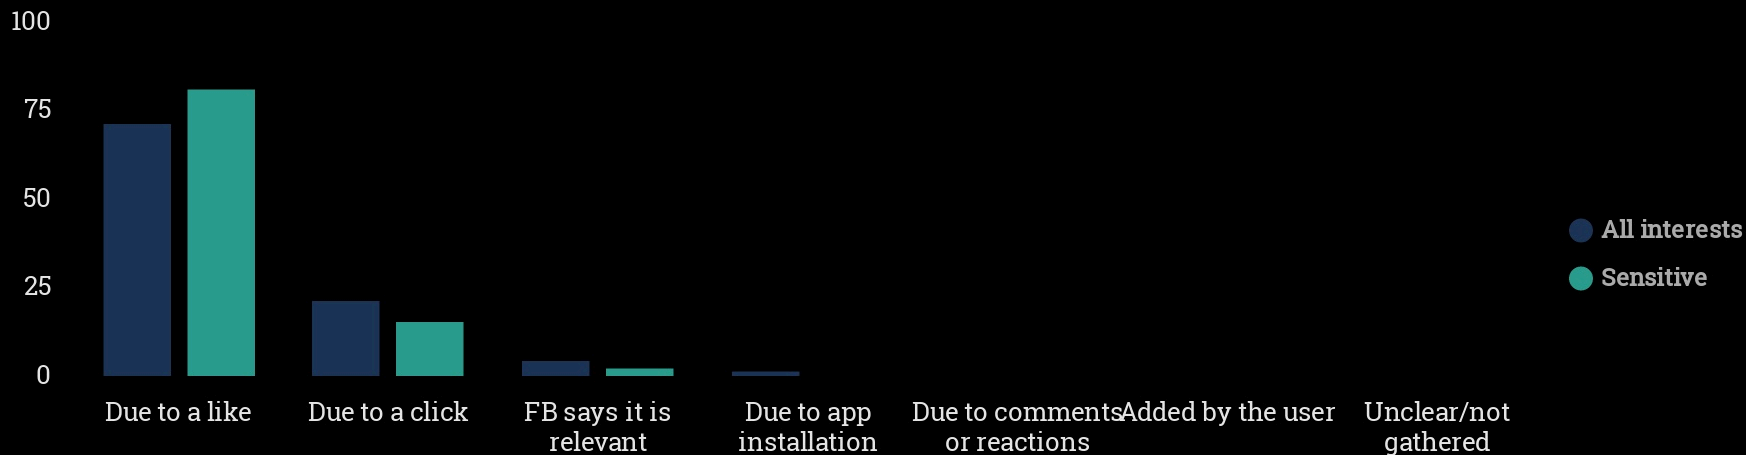 100
75
50
25
0
Due to a like
Due to a click
FB says it is
relevant
Due to app
installation
Due to comments
or reactions
Added by the user
Unclear/not
gathered
All interests
Sensitive